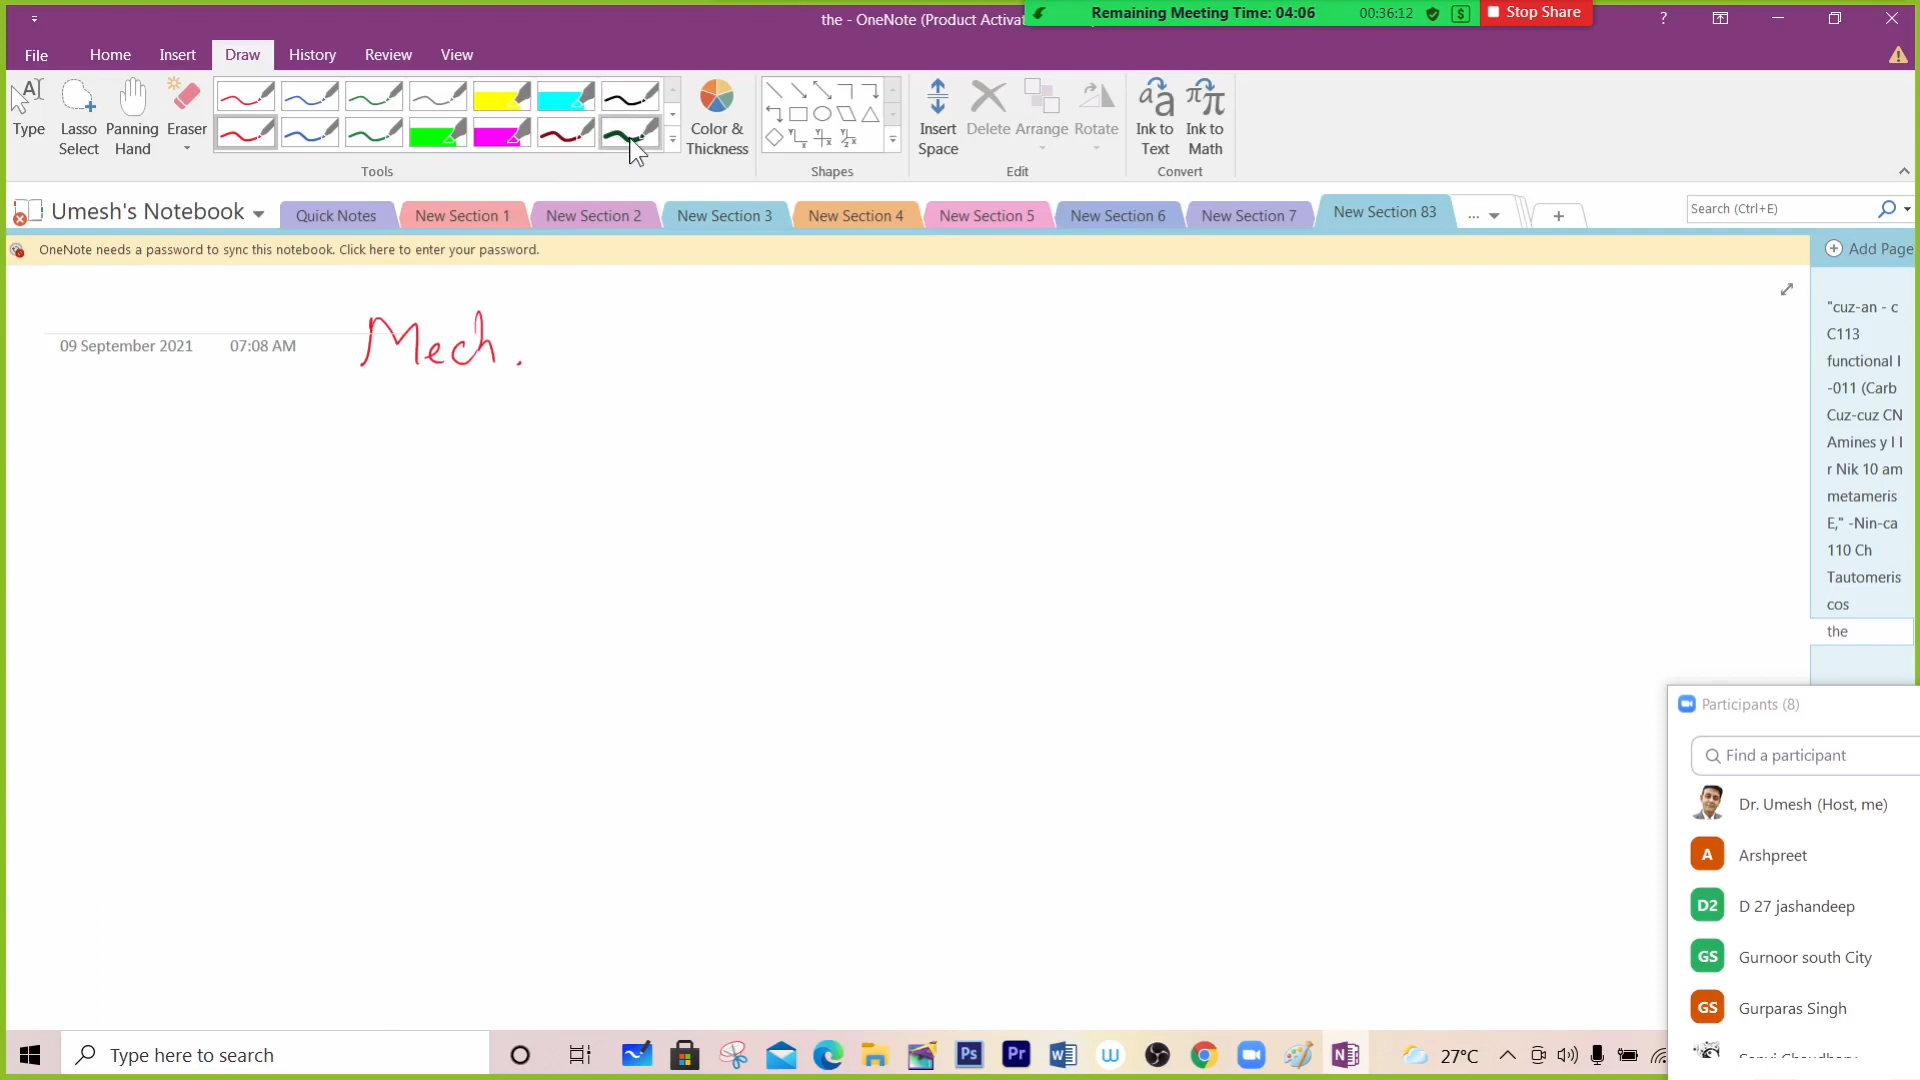 the - OneNote (Product Activat
Remaining Meeting Time: 04:06
00:36:12
$
Stop Share
?
File
Home
Insert
Draw
History
Review
View
Type
Lasso Select
Panning Hand
Eraser
Color & Thickness
Insert Space
Delete
Arrange
Rotate
Ink to Text
Ink to Math
Tools
Shapes
Edit
Convert
Umesh's Notebook
Quick Notes
New Section 1
New Section 2
New Section 3
New Section 4
New Section 5
New Section 6
New Section 7
New Section 83
...
Search (Ctrl+E)
OneNote needs a password to sync this notebook. Click here to enter your password.
Add Page
09 September 2021
07:08 AM
Mech.
"cuz-an - c
C113
functional I
-011 (Carb
Cuz-cuz CN
Amines y I I
r Nik 10 am
metameris
E," -Nin-ca
110 Ch
Tautomeris
cos
the
Participants (8)
Find a participant
Dr. Umesh (Host, me)
A
Arshpreet
D2
D 27 jashandeep
GS
Gurnoor south City
GS
Gurparas Singh
Type here to search
27°C